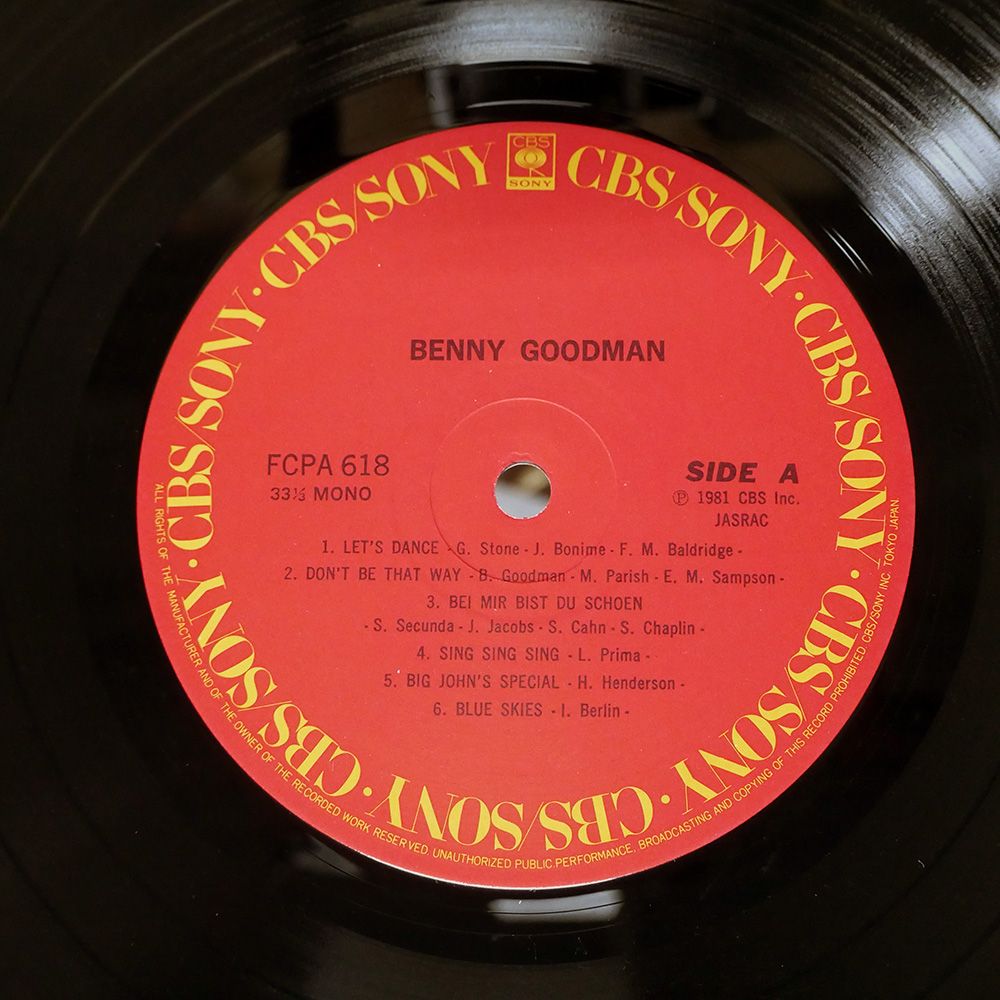 CBS
SONY
CBS/SONY · CBS/SONY · CBS/SONY · CBS/SONY · CBS/SONY · CBS/SONY · CBS/SONY · CBS/SONY
BENNY GOODMAN
FCPA 618
33⅓ MONO
SIDE A
Ⓟ 1981 CBS Inc.
JASRAC
1. LET'S DANCE - G. Stone - J. Bonime - F. M. Baldridge -
2. DON'T BE THAT WAY - B. Goodman - M. Parish - E. M. Sampson -
3. BEI MIR BIST DU SCHOEN
- S. Secunda - J. Jacobs - S. Cahn - S. Chaplin -
4. SING SING SING - L. Prima -
5. BIG JOHN'S SPECIAL - H. Henderson -
6. BLUE SKIES - I. Berlin -
ALL RIGHTS OF THE MANUFACTURER AND OF THE OWNER OF THE RECORDED WORK RESERVED. UNAUTHORIZED PUBLIC PERFORMANCE, BROADCASTING AND COPYING OF THIS RECORD PROHIBITED CBS/SONY INC. TOKYO JAPAN